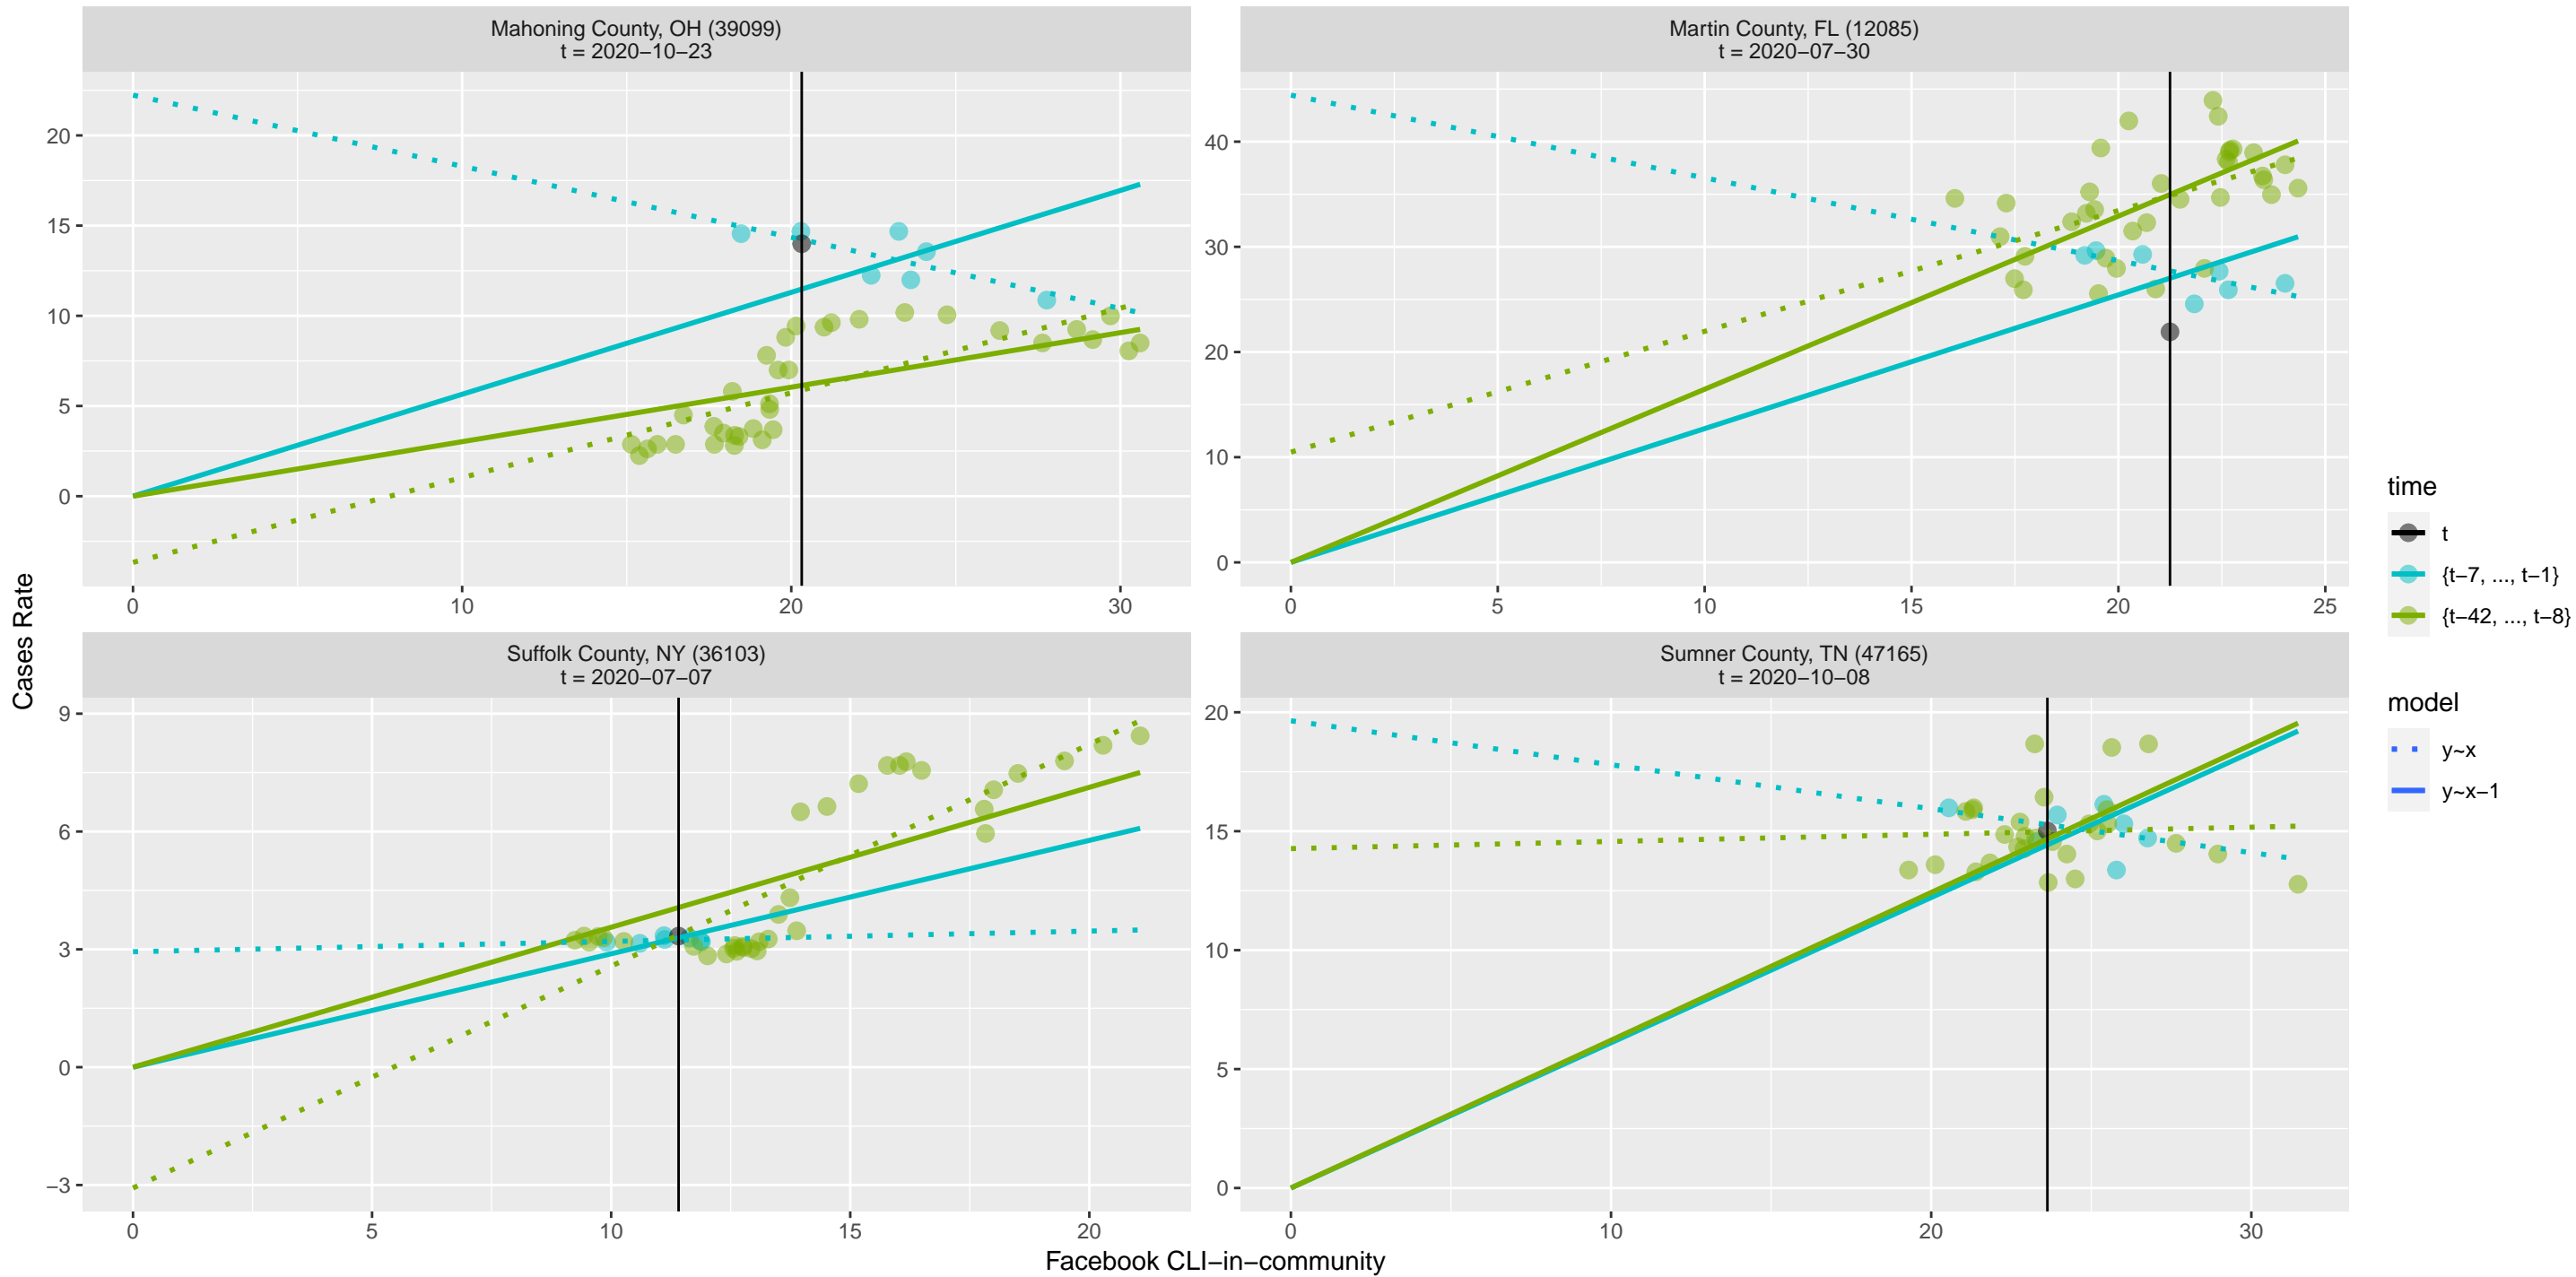 Mahoning County, OH (39099)
t = 2020−10−23
Martin County, FL (12085)
t = 2020−07−30
20
15
10
5
0
0
10
20
30
40
30
20
10
0
0
5
10
15
20
25
Suffolk County, NY (36103)
t = 2020−07−07
Sumner County, TN (47165)
t = 2020−10−08
9
6
3
0
−3
0
5
10
15
20
20
15
10
5
0
0
10
20
30
Cases Rate
Facebook CLI−in−community
time
t
{t−7, ..., t−1}
{t−42, ..., t−8}
model
y~x
y~x−1